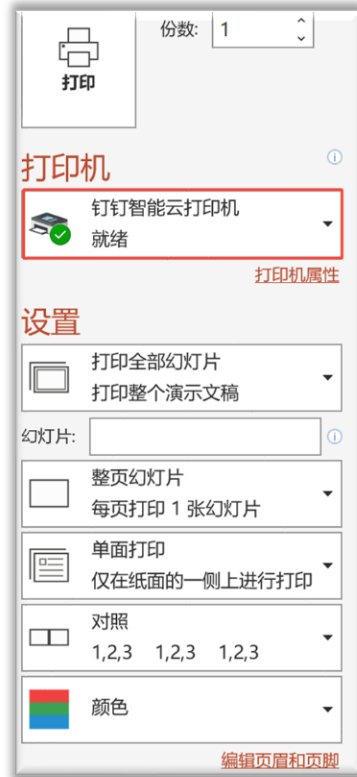 份数: 1
打印
打印机
钉钉智能云打印机
就绪
打印机属性
设置
打印全部幻灯片
打印整个演示文稿
幻灯片:
整页幻灯片
每页打印 1 张幻灯片
单面打印
仅在纸面的一侧上进行打印
对照
1,2,3 1,2,3 1,2,3
颜色
编辑页眉和页脚